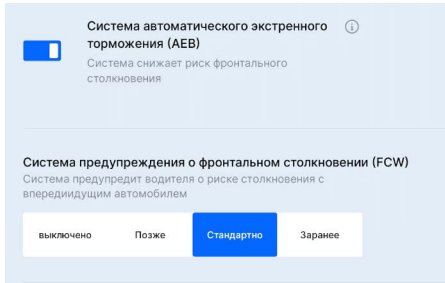 Система автоматического экстренного
торможения (AEB)
Система снижает риск фронтального
столкновения
Система предупреждения о фронтальном столкновении (FCW)
Система предупредит водителя о риске столкновения с
впередиидущим автомобилем
выключено Позже Стандартно Заранее